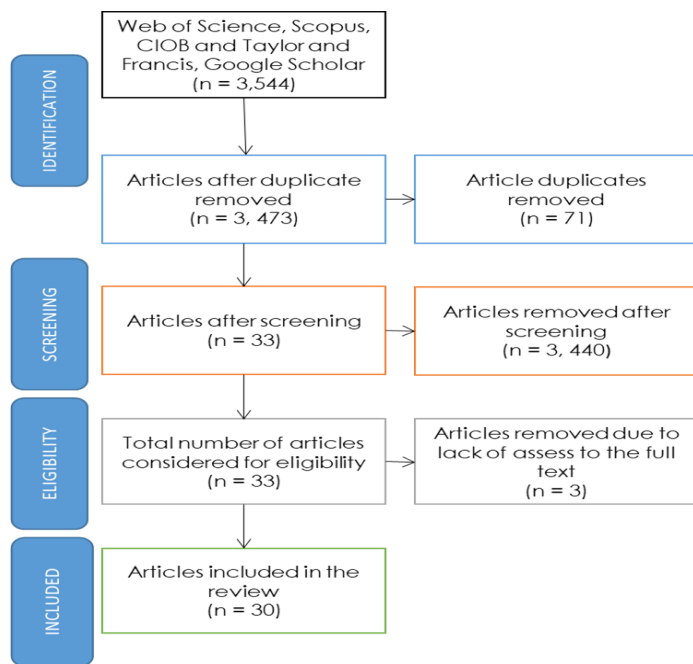 IDENTIFICATION
Web of Science, Scopus,
CIOB and Taylor and
Francis, Google Scholar
(n = 3,544)
Articles after duplicate
removed
(n = 3, 473)
Article duplicates
removed
(n = 71)
SCREENING
Articles after screening
(n = 33)
Articles removed after
screening
(n = 3, 440)
ELIGIBILITY
Total number of articles
considered for eligibility
(n = 33)
Articles removed due to
lack of assess to the full
text
(n = 3)
INCLUDED
Articles included in the
review
(n = 30)